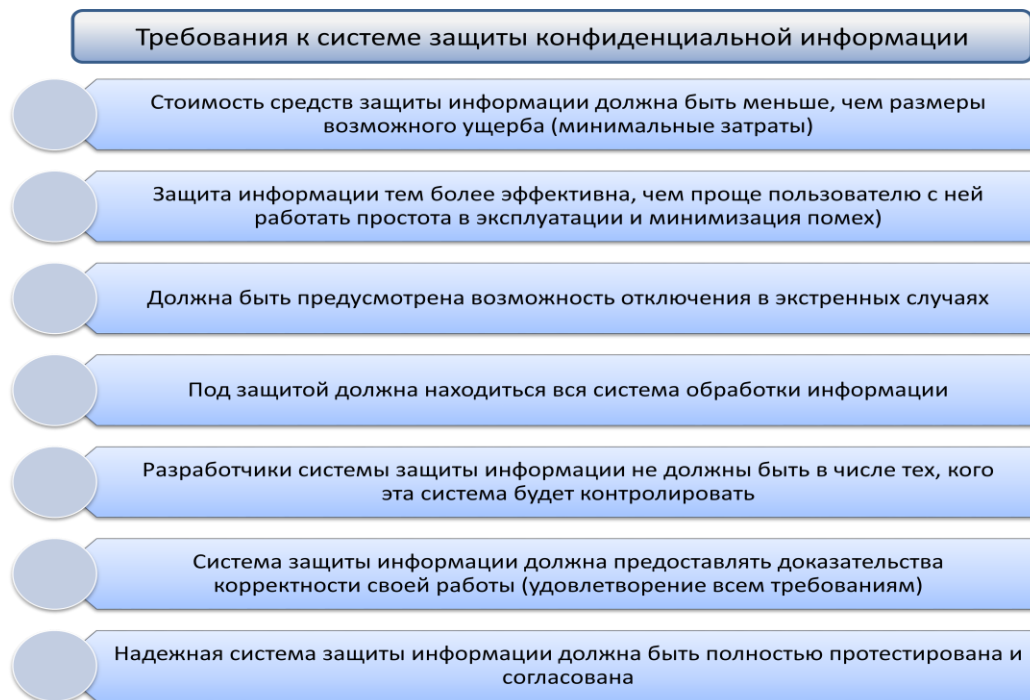 Требования к системе защиты конфиденциальной информации
Стоимость средств защиты информации должна быть меньше, чем размеры
возможного ущерба (минимальные затраты)
Защита информации тем более эффективна, чем проще пользователю с ней
работать простота в эксплуатации и минимизация помех)
Должна быть предусмотрена возможность отключения в экстренных случаях
Под защитой должна находиться вся система обработки информации
Разработчики системы защиты информации не должны быть в числе тех, кого
эта система будет контролировать
Система защиты информации должна предоставлять доказательства
корректности своей работы (удовлетворение всем требованиям)
Надежная система защиты информации должна быть полностью протестирована и
согласована